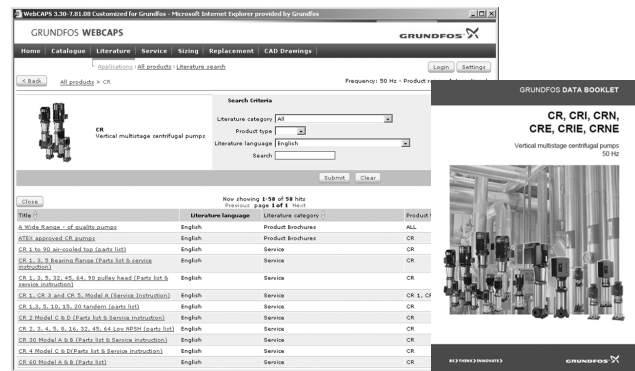 WebCAPS 3.30-7.81.08 Customized for Grundfos - Microsoft Internet Explorer provided by Grundfos
GRUNDFOS WEBCAPS
GRUNDFOS
Home Catalogue Literature Service Sizing Replacement CAD Drawings
Applications All products Literature search
Login Settings
< Back
All products > CR
Frequency: 50 Hz - Product
Search Criteria
CR
Vertical multistage centrifugal pumps
Literature category All
Product type
Literature language English
Search
Submit Clear
Close
Now showing 1-58 of 58 hits
Previous page 1 of 1 Next
Title Literature language Literature category Product
A Wide Range - of quality pumps English Product Brochures ALL
ATEX approved CR pumps English Product Brochures CR
CR 1 to 90 air-cooled top (parts list) English Service CR
CR 1, 3, 5 Bearing flange (Parts list & service instruction) English Service CR
CR 1, 3, 5, 32, 45, 64, 90 pulley head (Parts list & service instruction) English Service CR
CR 1, CR 3 and CR 5, Model A (Service Instruction) English Service CR 1, CR
CR 1,3, 5, 10, 15, 20 tandem (parts list) English Service CR
CR 2 Model C & D (Parts list & Service instruction) English Service CR
CR 2, 3, 4, 5, 8, 16, 32, 45, 64 Low NPSH (parts list) English Service CR
CR 30 Model A & B (Parts list & Service instruction) English Service CR
CR 4 Model C & D(Parts list & Service instruction) English Service CR
CR 60 Model A & B (Parts list) English Service CR
GRUNDFOS DATA BOOKLET
CR, CRI, CRN,
CRE, CRIE, CRNE
Vertical multistage centrifugal pumps
50 Hz
BE > THINK > INNOVATE >
GRUNDFOS